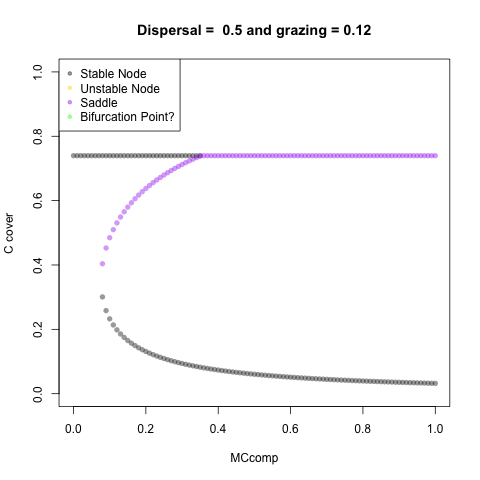 Dispersal =  0.5 and grazing = 0.12
Stable Node
Unstable Node
Saddle
Bifurcation Point?
1.0
0.8
0.6
0.4
0.2
0.0
C cover
0.0 0.2 0.4 0.6 0.8 1.0
MCcomp